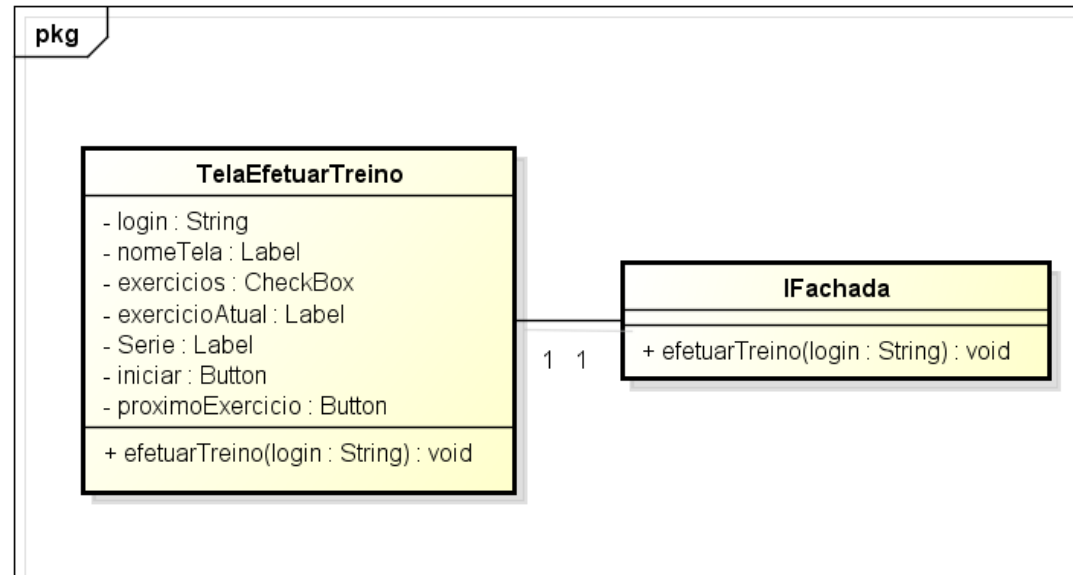 pkg
TelaEfetuarTreino
- login : String
- nomeTela : Label
- exercicios : CheckBox
- exercicioAtual : Label
- Serie : Label
- iniciar : Button
- proximoExercicio : Button
+ efetuarTreino(login : String) : void
1 1
IFachada
+ efetuarTreino(login : String) : void